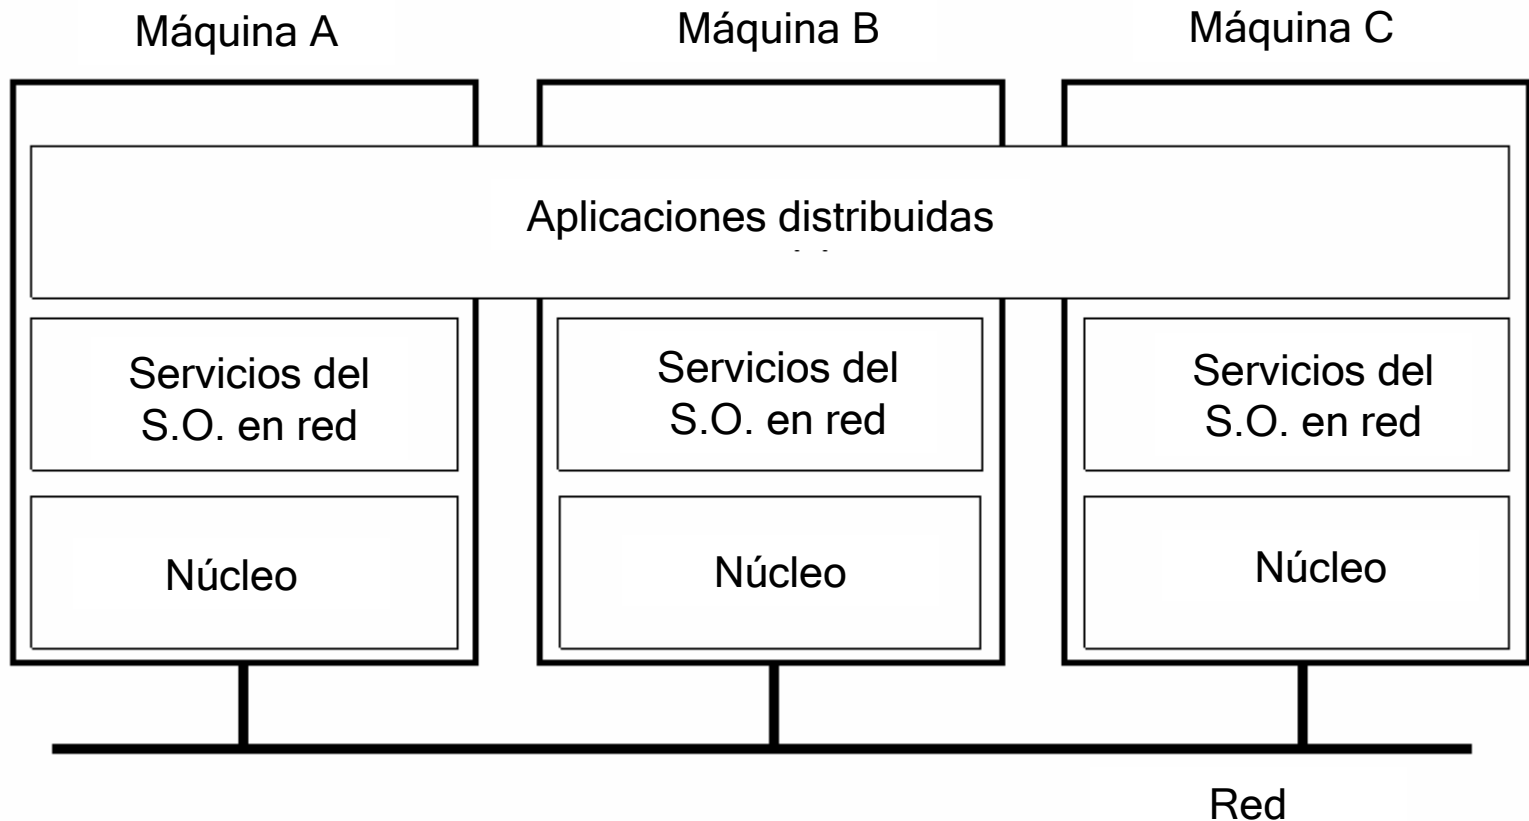 Máquina A
Máquina B
Máquina C
Aplicaciones distribuidas
Servicios del
S.O. en red
Servicios del
S.O. en red
Servicios del
S.O. en red
Núcleo
Núcleo
Núcleo
Red